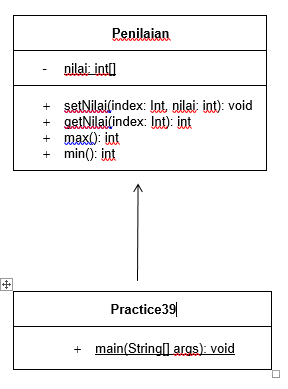 Penilaian
- nilai: int[]
+ setNilai(index: Int, nilai: int): void
+ getNilai(index: Int): int
+ max(): int
+ min(): int
Practice39
+ main(String[] args): void